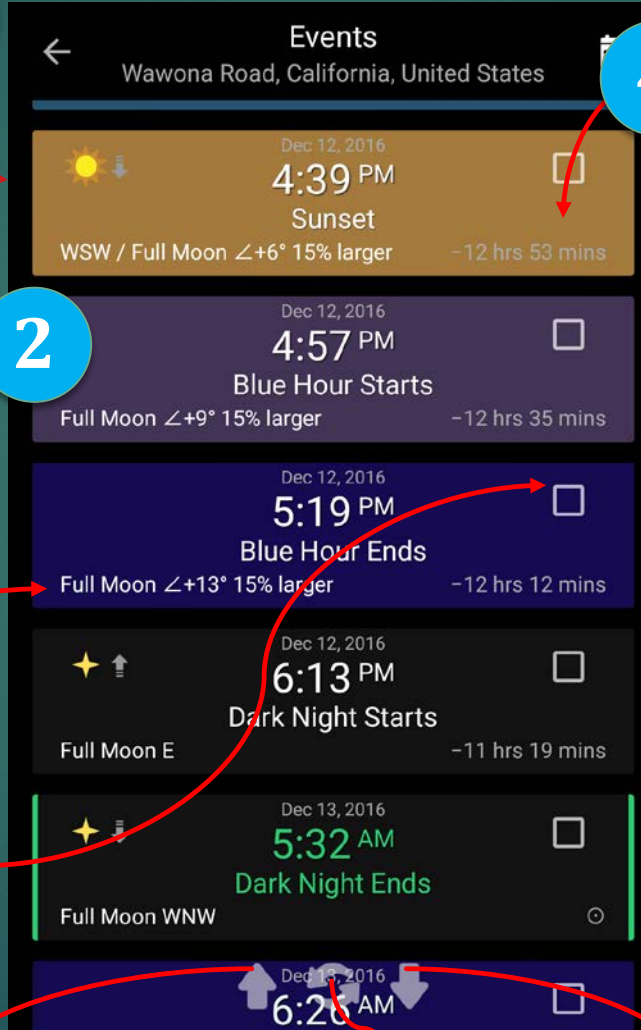 Events
Wawona Road, California, United States
Dec 12, 2016
4:39 PM
Sunset
WSW / Full Moon ∠+6° 15% larger −12 hrs 53 mins
2
Dec 12, 2016
4:57 PM
Blue Hour Starts
Full Moon ∠+9° 15% larger −12 hrs 35 mins
Dec 12, 2016
5:19 PM
Blue Hour Ends
Full Moon ∠+13° 15% larger −12 hrs 12 mins
Dec 12, 2016
6:13 PM
Dark Night Starts
Full Moon E −11 hrs 19 mins
Dec 13, 2016
5:32 AM
Dark Night Ends
Full Moon WNW
Dec 13, 2016
6:26 AM